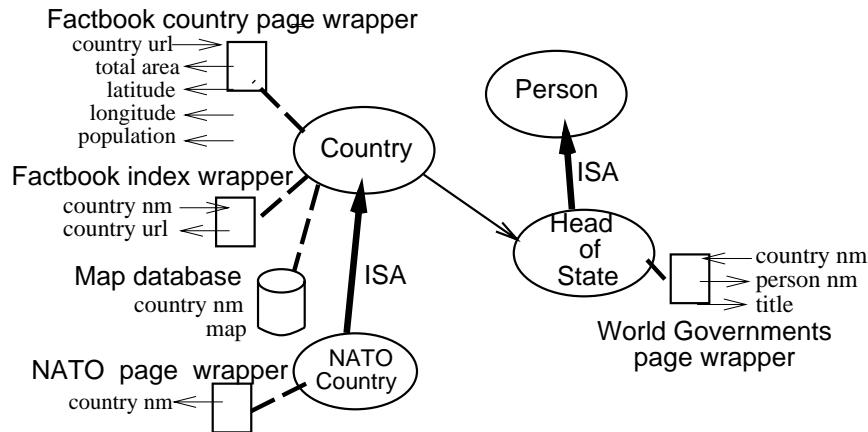 Factbook country page wrapper
country url
total area
latitude
longitude
population
Person
Country
ISA
Factbook index wrapper
country nm
country url
Head
of
State
country nm
person nm
title
Map database
country nm
map
ISA
World Governments
page wrapper
NATO page wrapper
NATO
Country
country nm